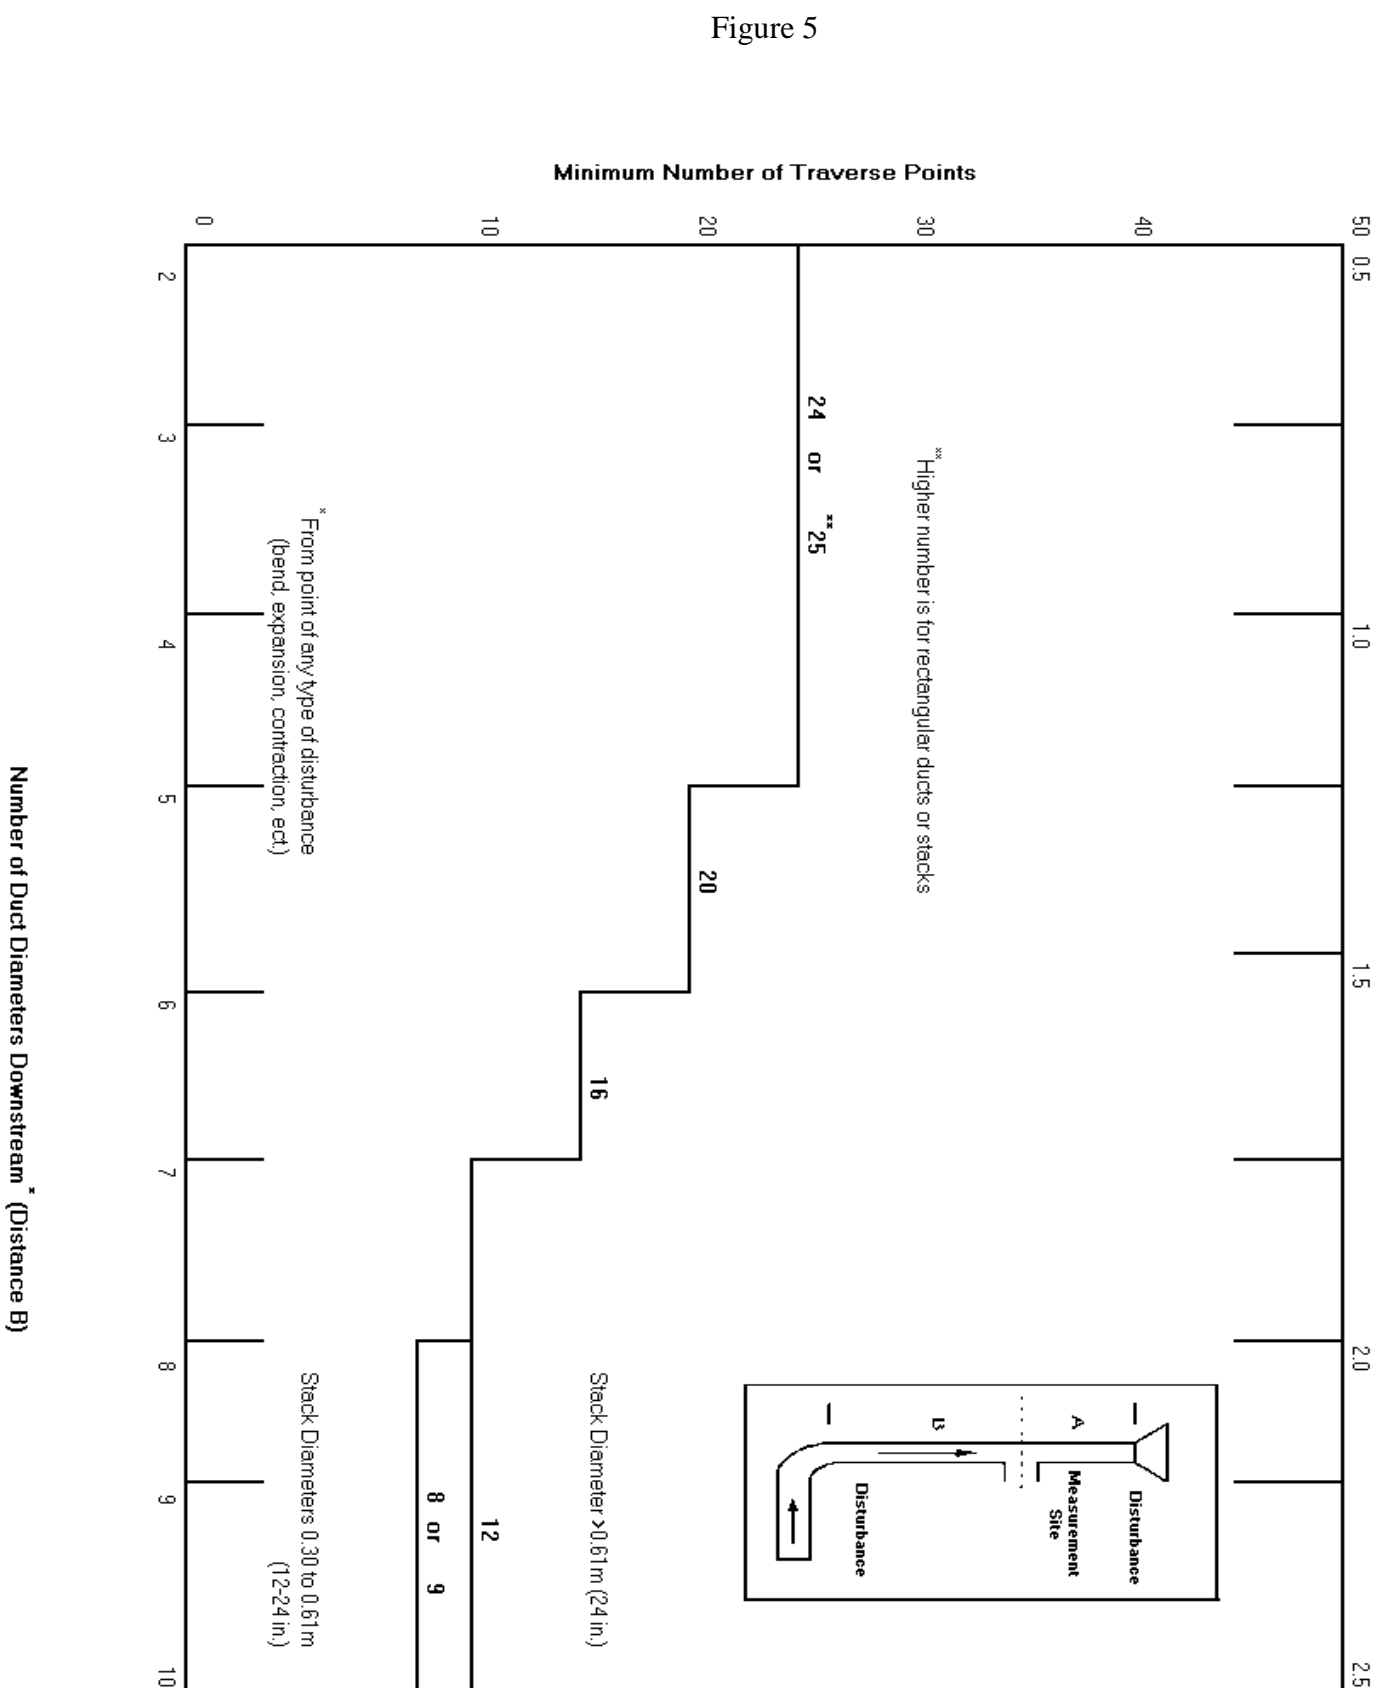 Figure 5
Minimum Number of Traverse Points
0
10
20
30
40
50
0.5
1.0
1.5
2.0
2.5
**Higher number is for rectangular ducts or stacks
24 or **25
20
16
12
8 or 9
*From point of any type of disturbance
(bend, expansion, contraction, ect.)
Stack Diameter >0.61m (24 in.)
Stack Diameters 0.30 to 0.61m
(12-24 in.)
A
B
Disturbance
Measurement
Site
Disturbance
2
3
4
5
6
7
8
9
10
Number of Duct Diameters Downstream* (Distance B)